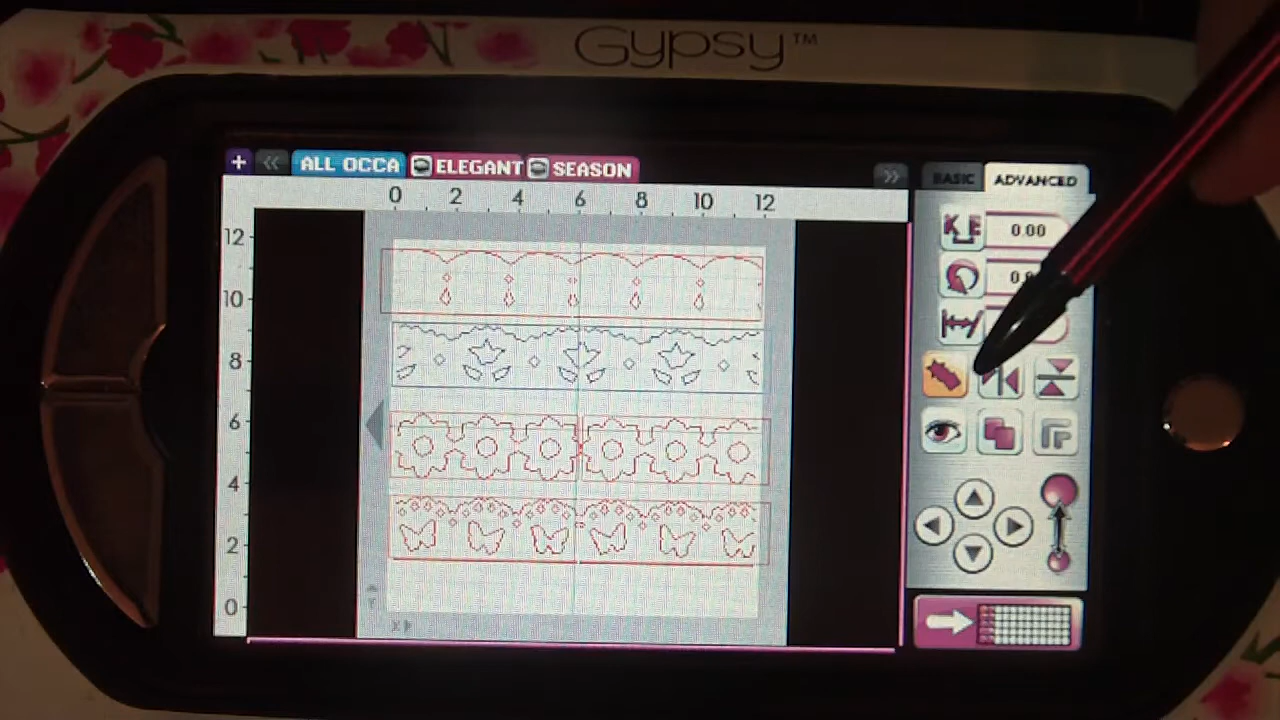 Gypsy™
+ « ALL OCCA ELEGANT SEASON » BASIC ADVANCED
0 2 4 6 8 10 12
12
10
8
6
4
2
0
X
K E 0.00